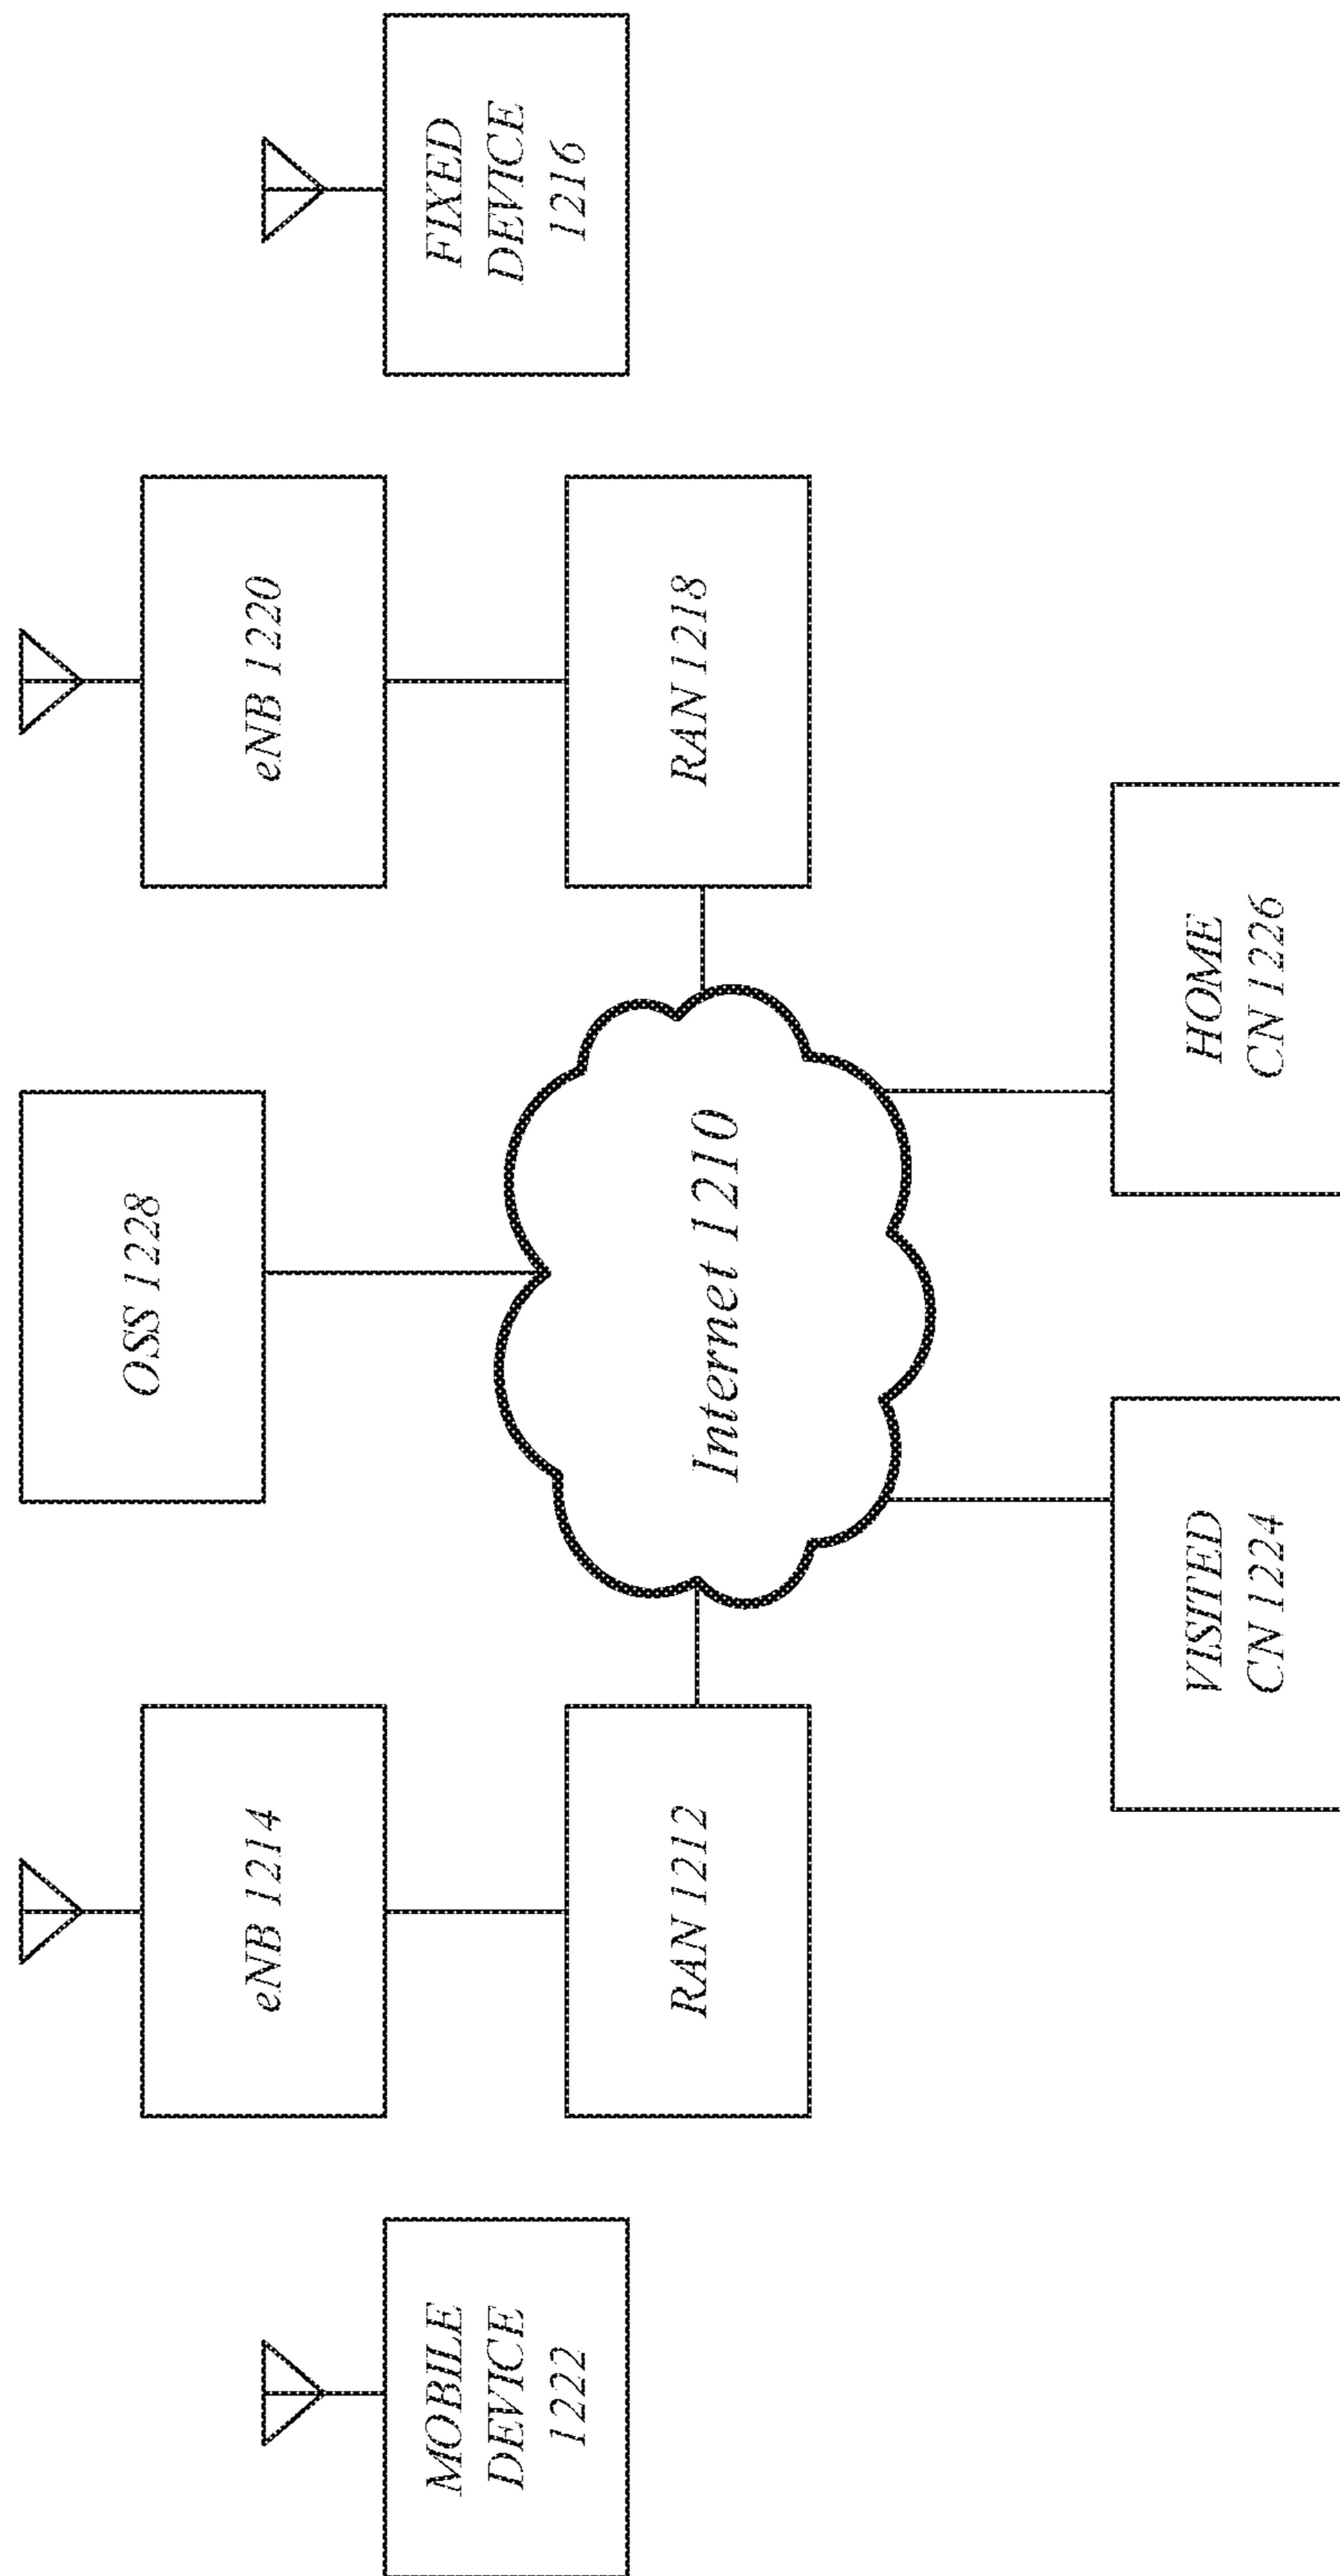 OSS 1228
eNB 1214
eNB 1220
MOBILE
DEVICE
1222
FIXED
DEVICE
1216
RAN 1212
Internet 1210
RAN 1218
VISITED
CN 1224
HOME
CN 1226